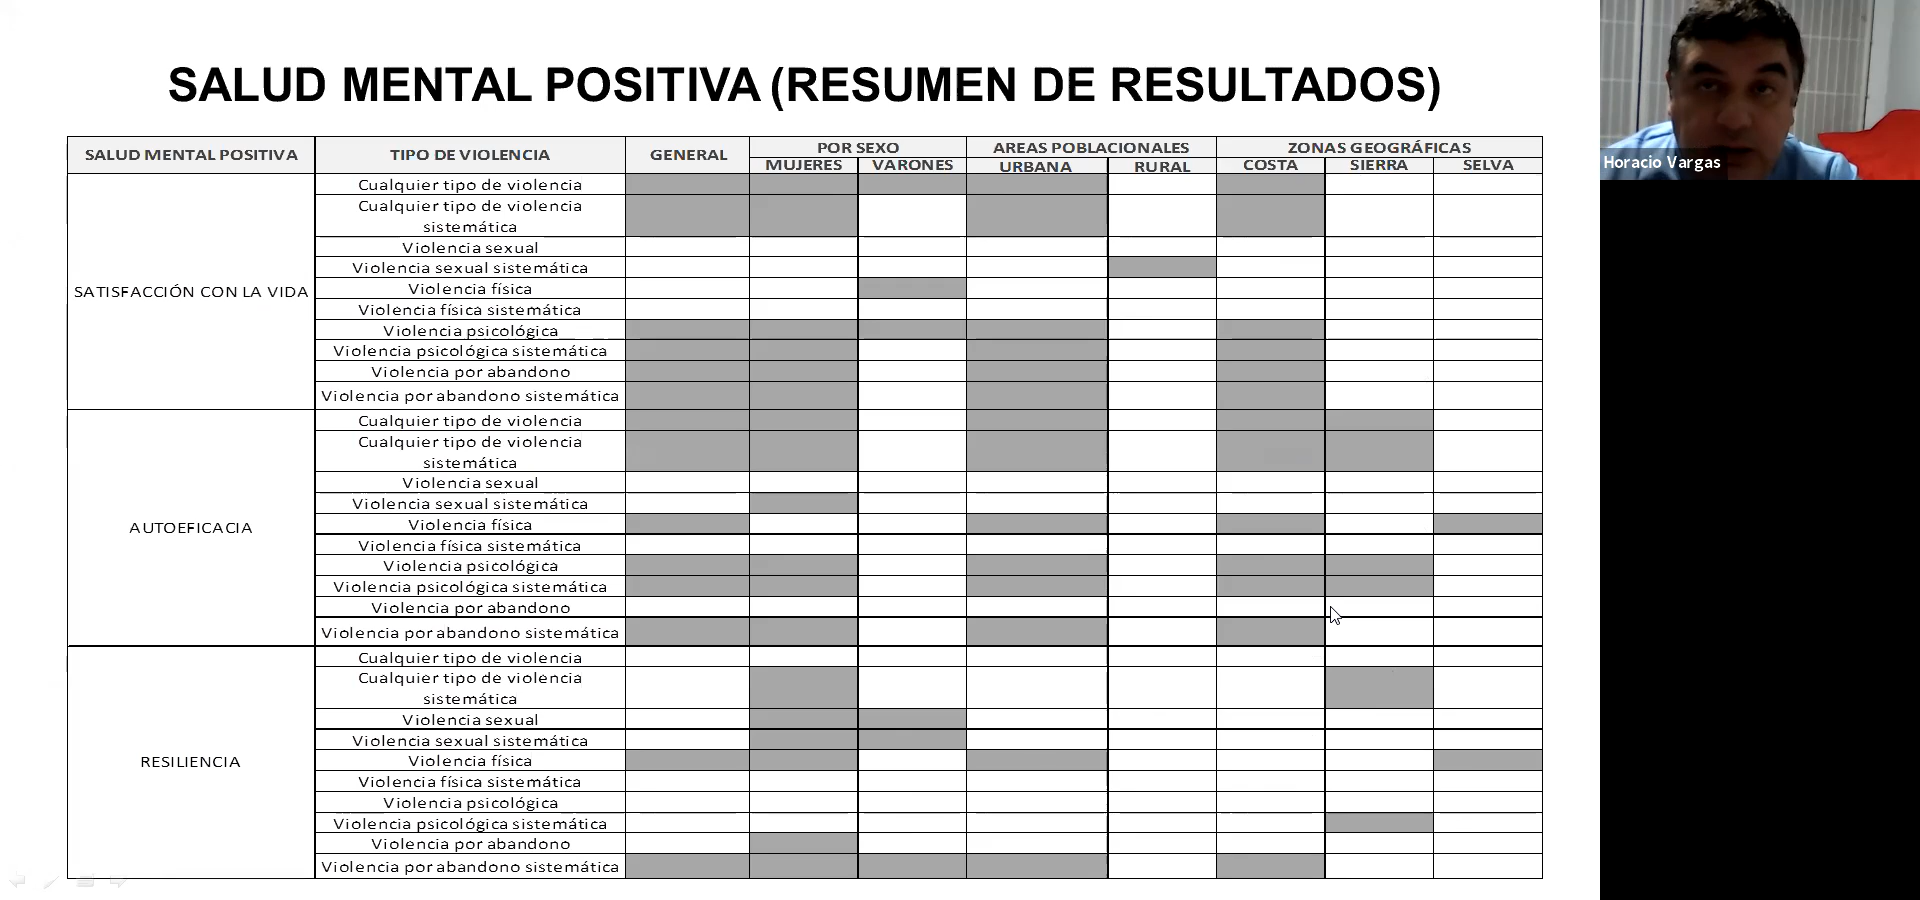 SALUD MENTAL POSITIVA (RESUMEN DE RESULTADOS)
SALUD MENTAL POSITIVA
TIPO DE VIOLENCIA
GENERAL
POR SEXO
AREAS POBLACIONALES
ZONAS GEOGRÁFICAS
MUJERES
VARONES
URBANA
RURAL
COSTA
SIERRA
SELVA
SATISFACCIÓN CON LA VIDA
Cualquier tipo de violencia
Cualquier tipo de violencia
sistemática
Violencia sexual
Violencia sexual sistemática
Violencia física
Violencia física sistemática
Violencia psicológica
Violencia psicológica sistemática
Violencia por abandono
Violencia por abandono sistemática
AUTOEFICACIA
Cualquier tipo de violencia
Cualquier tipo de violencia
sistemática
Violencia sexual
Violencia sexual sistemática
Violencia física
Violencia física sistemática
Violencia psicológica
Violencia psicológica sistemática
Violencia por abandono
Violencia por abandono sistemática
RESILIENCIA
Cualquier tipo de violencia
Cualquier tipo de violencia
sistemática
Violencia sexual
Violencia sexual sistemática
Violencia física
Violencia física sistemática
Violencia psicológica
Violencia psicológica sistemática
Violencia por abandono
Violencia por abandono sistemática
Horacio Vargas